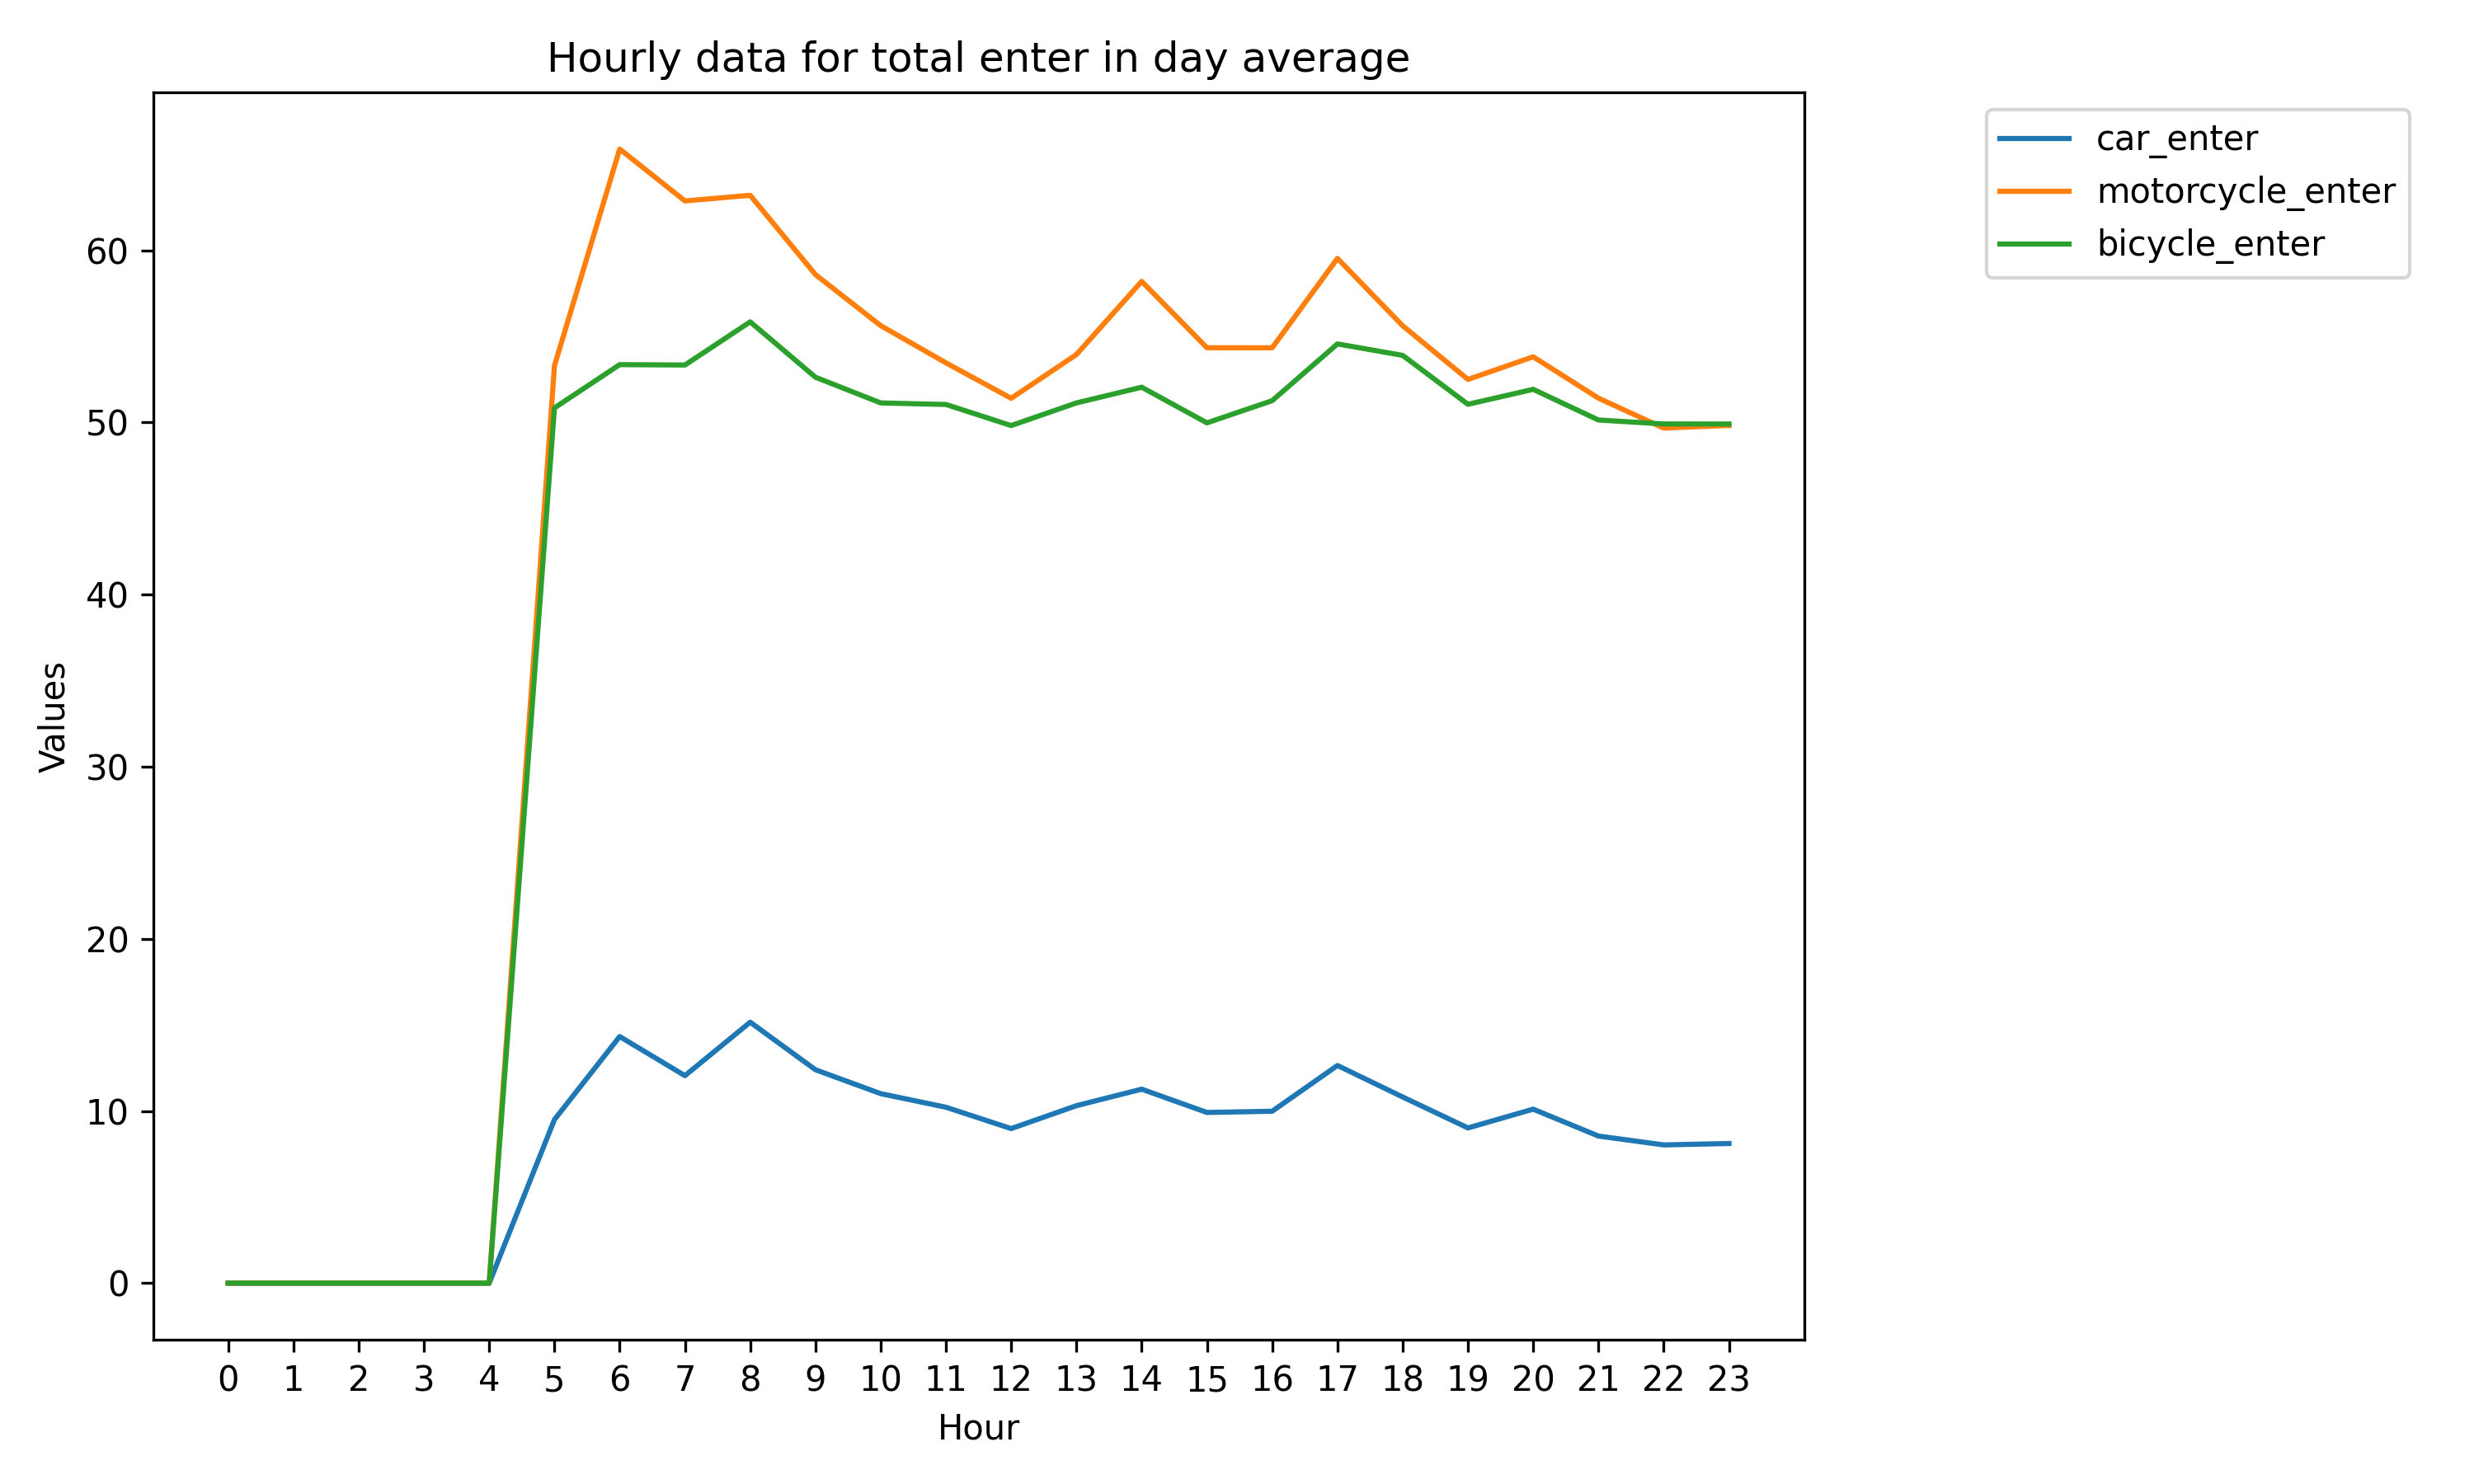 Hourly data for total enter in day average
car_enter
motorcycle_enter
bicycle_enter
60
50
40
30
20
10
0
Values
0 1 2 3 4 5 6 7 8 9 10 11 12 13 14 15 16 17 18 19 20 21 22 23
Hour